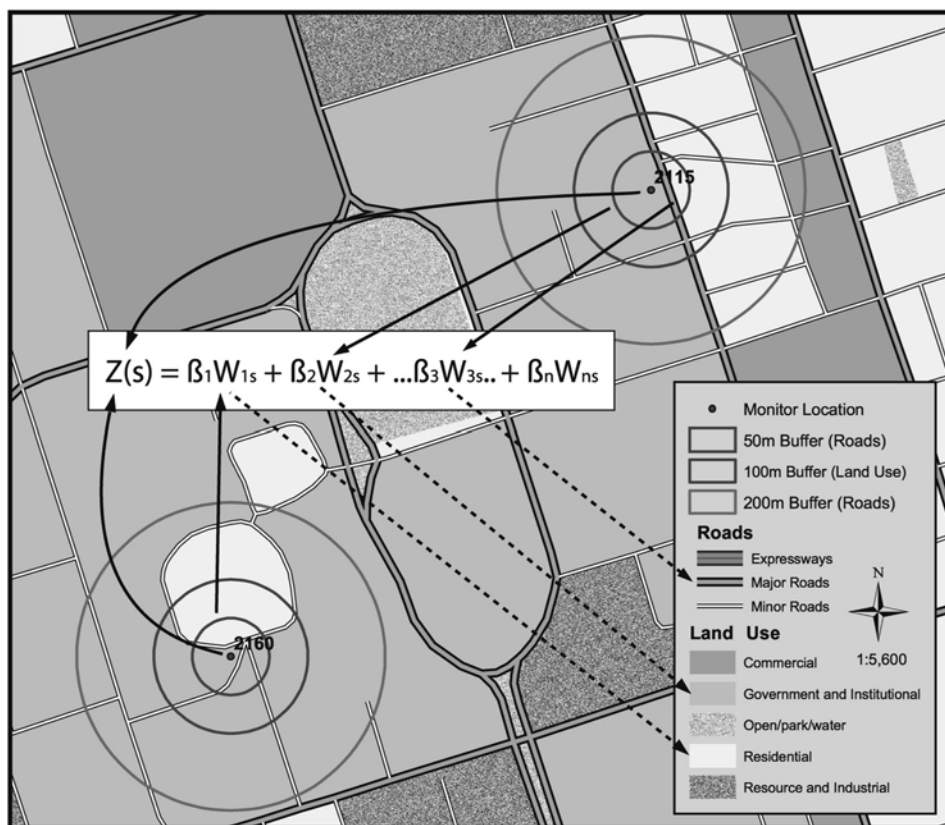 2115
Z(s) = ß₁W₁ₛ + ß₂W₂ₛ + ...ß₃W₃ₛ.. + ßₙWₙₛ
2160
Monitor Location
50m Buffer (Roads)
100m Buffer (Land Use)
200m Buffer (Roads)
Roads
Expressways
Major Roads
Minor Roads
N
1:5,600
Land Use
Commercial
Government and Institutional
Open/park/water
Residential
Resource and Industrial